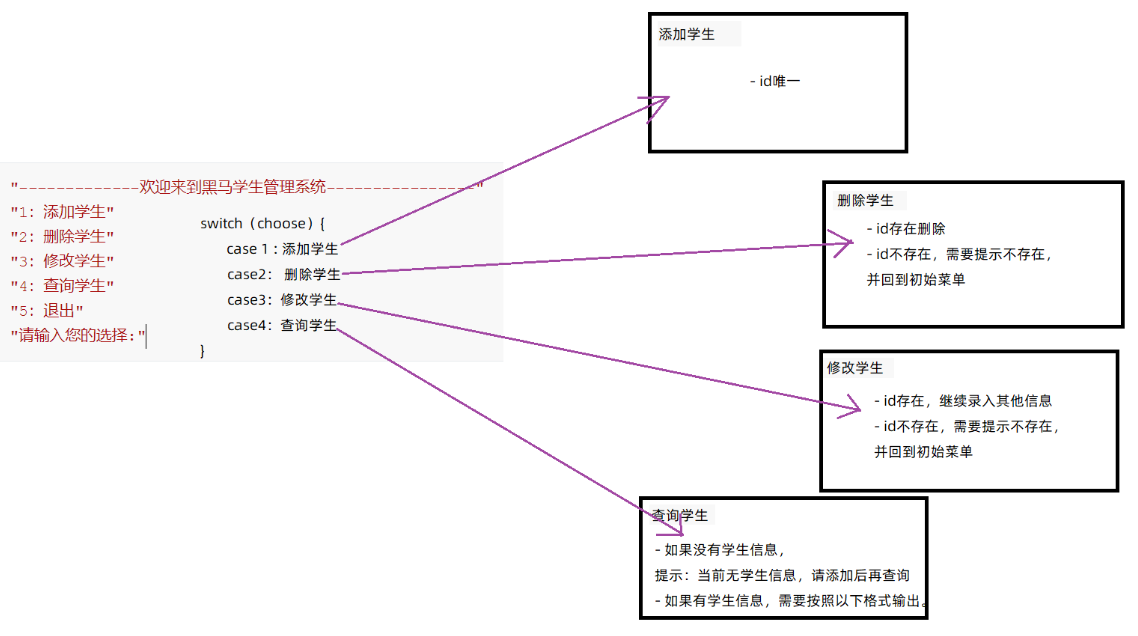 "-------------欢迎来到黑马学生管理系统----------------"
"1: 添加学生"
"2: 删除学生"
"3: 修改学生"
"4: 查询学生"
"5: 退出"
"请输入您的选择："
switch（choose）{
case 1：添加学生
case2： 删除学生
case3：修改学生
case4：查询学生
}
添加学生
- id唯一
删除学生
- id存在删除
- id不存在，需要提示不存在，
并回到初始菜单
修改学生
- id存在，继续录入其他信息
- id不存在，需要提示不存在，
并回到初始菜单
查询学生
- 如果没有学生信息，
提示：当前无学生信息，请添加后再查询
- 如果有学生信息，需要按照以下格式输出。